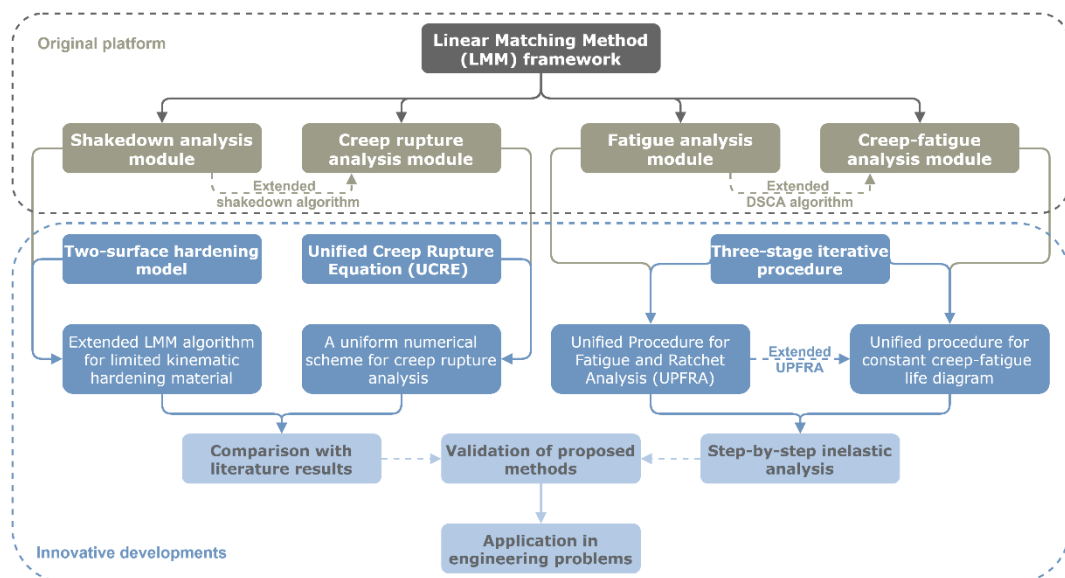 Original platform
Linear Matching Method
(LMM) framework
Shakedown analysis
module
Creep rupture
analysis module
Fatigue analysis
module
Creep-fatigue
analysis module
Extended
shakedown algorithm
Extended
DSCA algorithm
Two-surface hardening
model
Unified Creep Rupture
Equation (UCRE)
Three-stage iterative
procedure
Extended LMM algorithm
for limited kinematic
hardening material
A uniform numerical
scheme for creep rupture
analysis
Unified Procedure for
Fatigue and Ratchet
Analysis (UPFRA)
Extended
UPFRA
Unified procedure for
constant creep-fatigue
life diagram
Comparison with
literature results
Validation of proposed
methods
Step-by-step inelastic
analysis
Application in
engineering problems
Innovative developments